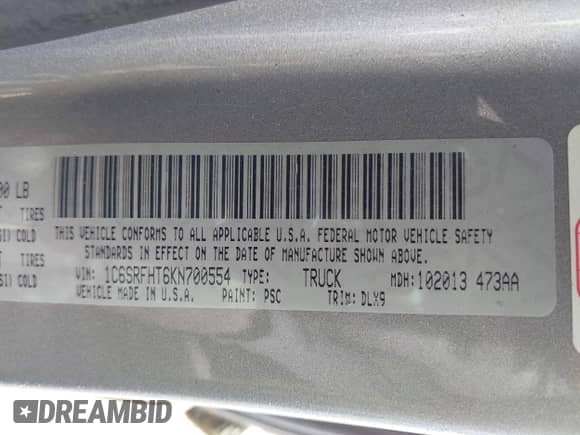 00 LB
TIRES
SI) COLD
THIS VEHICLE CONFORMS TO ALL APPLICABLE U.S.A. FEDERAL MOTOR VEHICLE SAFETY
STANDARDS IN EFFECT ON THE DATE OF MANUFACTURE SHOWN ABOVE.
T TIRES
SI) COLD
VIN: 1C6SRFHT6KN700554 TYPE: TRUCK MDH: 102013 473AA
VEHICLE MADE IN U.S.A. PAINT: PSC TRIM: DLX9
DREAMBID